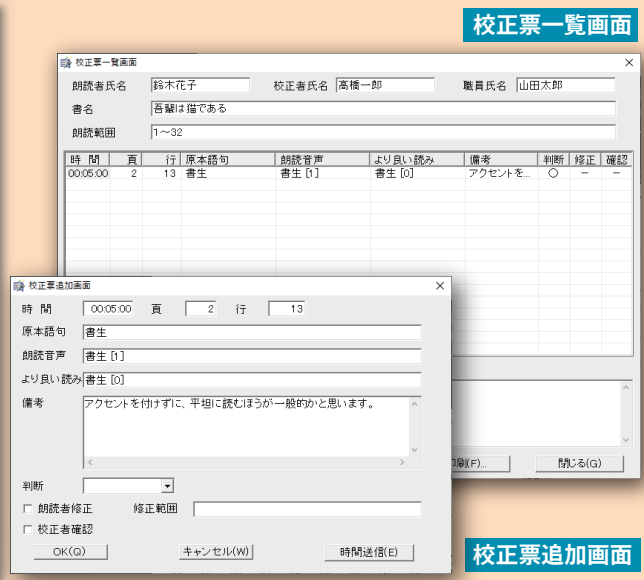 校正票一覧画面
校正票一覧画面 ×
朗読者氏名 鈴木花子 校正者氏名 高橋一郎 職員氏名 山田太郎
書名 吾輩は猫である
朗読範囲 1～32
時 間 頁 行 原本語句 朗読音声 より良い読み 備考 判断 修正 確認
00:05:00 2 13 書生 書生 [1] 書生 [0] アクセントを... ○ － －
校正票追加画面 ×
時 間 00:05:00 頁 2 行 13
原本語句 書生
朗読音声 書生 [1]
より良い読み 書生 [0]
備考 アクセントを付けずに、平坦に読むほうが一般的かと思います。
判断
朗読者修正 修正範囲
校正者確認
OK(Q) キャンセル(W) 時間送信(E)
印刷(F)... 閉じる(G)
校正票追加画面